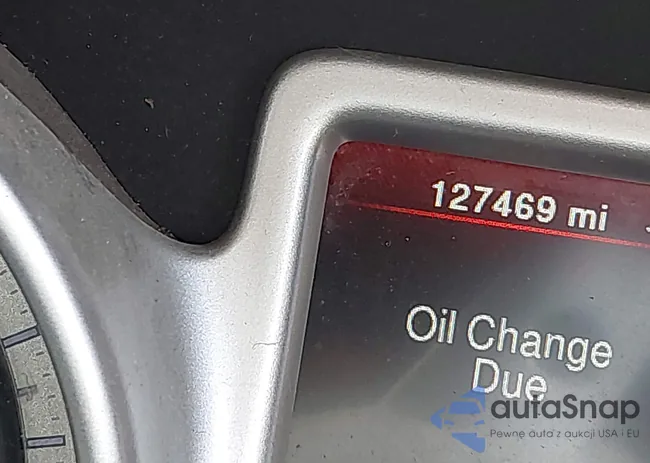 127469 mi
Oil Change
Due
autaSnap
Pewne auta z aukcji USA i EU